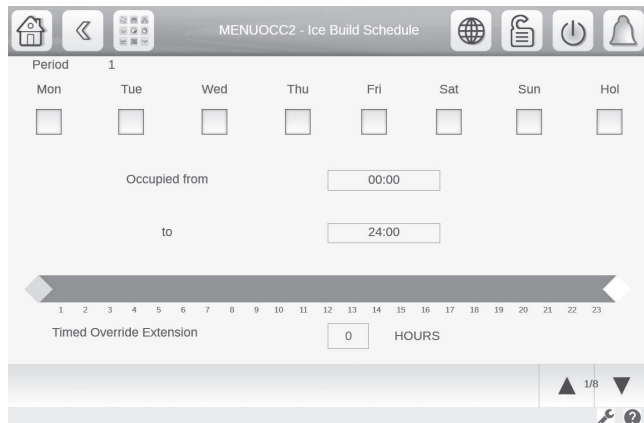 MENUOCC2 - Ice Build Schedule
Period 1
Mon Tue Wed Thu Fri Sat Sun Hol
Occupied from 00:00
to 24:00
1 2 3 4 5 6 7 8 9 10 11 12 13 14 15 16 17 18 19 20 21 22 23
Timed Override Extension 0 HOURS
1/8
?